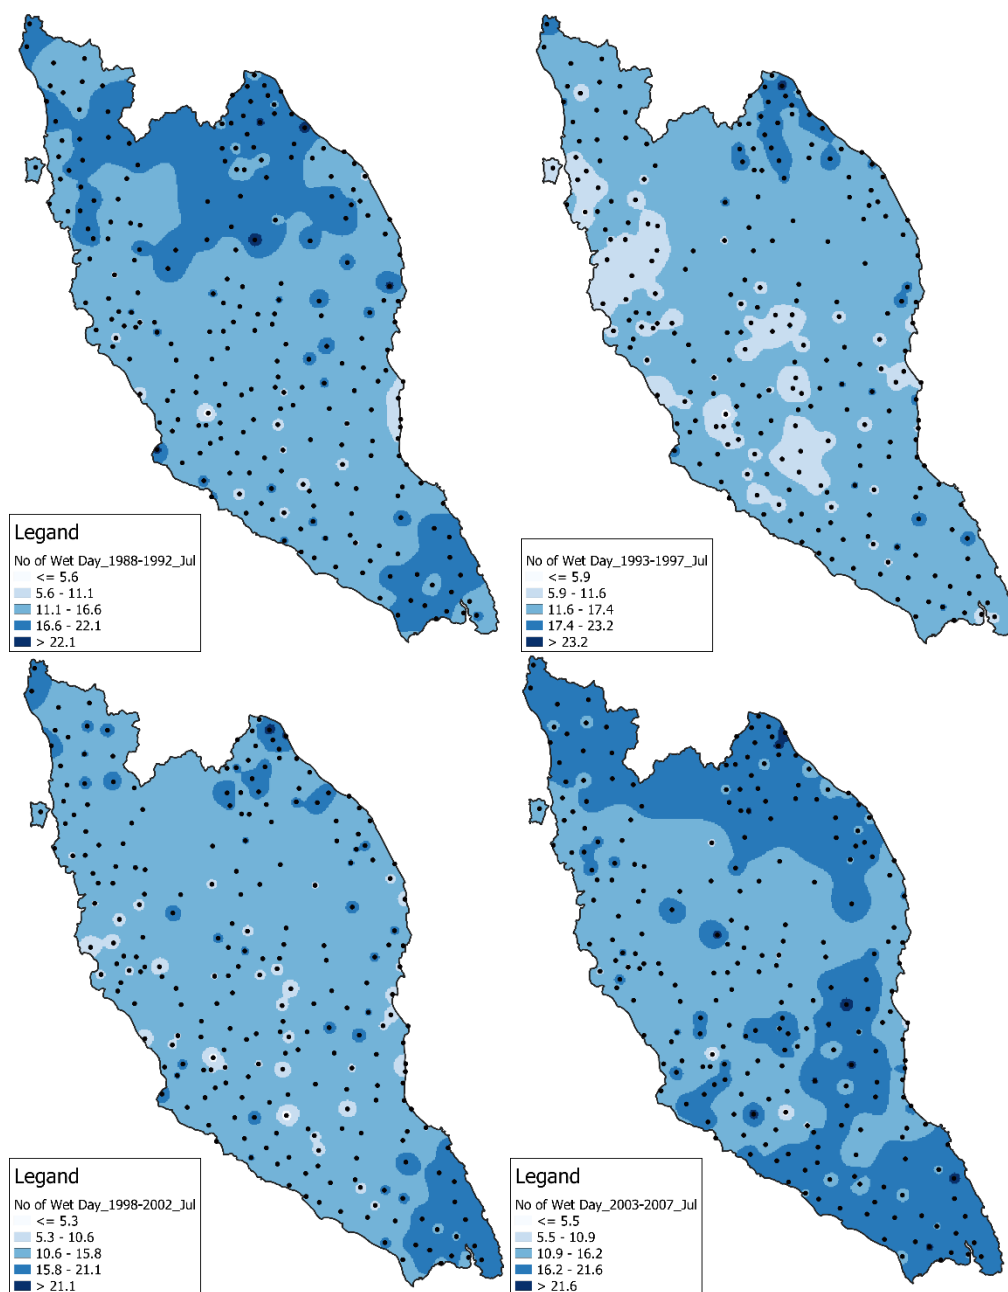 Legand
No of Wet Day_1988-1992_Jul
<= 5.6
5.6 - 11.1
11.1 - 16.6
16.6 - 22.1
> 22.1
No of Wet Day_1993-1997_Jul
<= 5.9
5.9 - 11.6
11.6 - 17.4
17.4 - 23.2
> 23.2
Legand
No of Wet Day_1998-2002_Jul
<= 5.3
5.3 - 10.6
10.6 - 15.8
15.8 - 21.1
> 21.1
Legand
No of Wet Day_2003-2007_Jul
<= 5.5
5.5 - 10.9
10.9 - 16.2
16.2 - 21.6
> 21.6